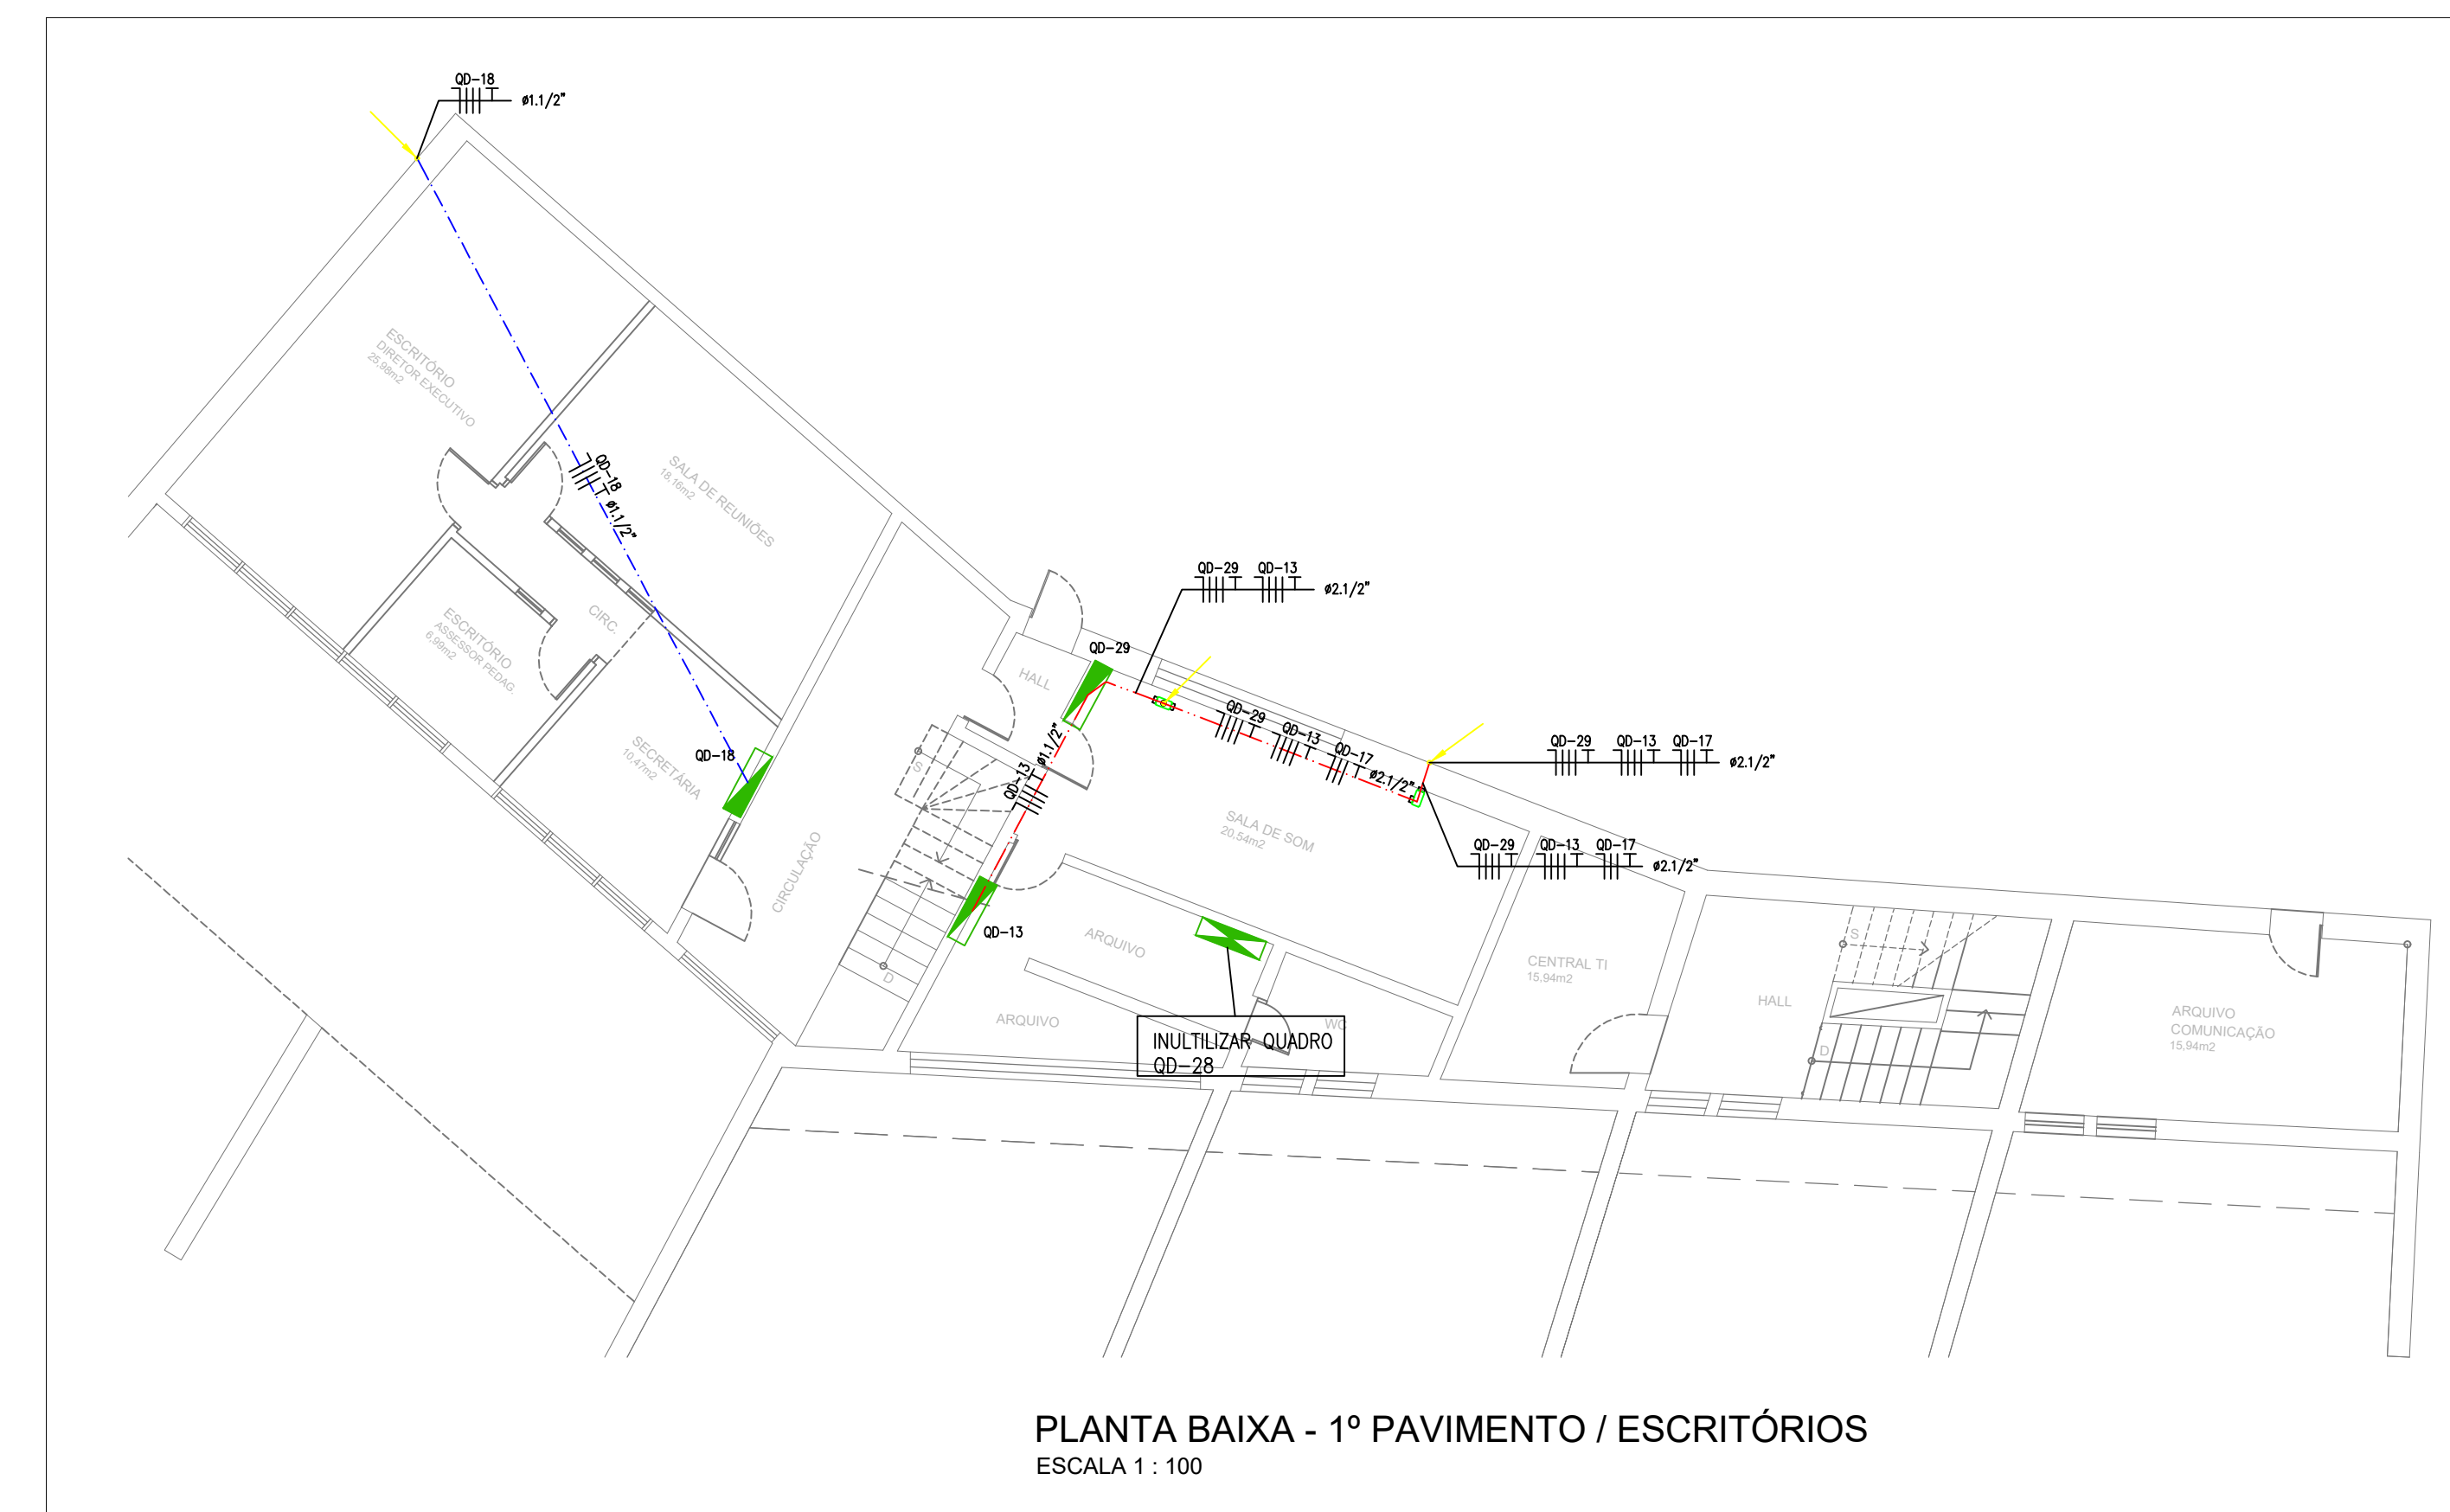 QD-18
ø1.1/2"
ESCRITÓRIO
DIRETOR EXECUTIVO
25,98m2
QD-18
ø1.1/2"
SALA DE REUNIÕES
18,16m2
ESCRITÓRIO
ASSESSOR PEDAG.
6,99m2
CIRC.
SECRETÁRIA
10,47m2
QD-18
CIRCULAÇÃO
HALL
QD-29
QD-29 QD-13
ø2.1/2"
QD-29 QD-13 QD-17
ø2.1/2"
QD-29 QD-13 QD-17
ø2.1/2"
QD-29 QD-13 QD-17
ø2.1/2"
QD-13
ø1.1/2"
S
D
QD-13
SALA DE SOM
20,54m2
ARQUIVO
ARQUIVO
WC
INULTILIZAR QUADRO
QD-28
CENTRAL TI
15,94m2
HALL
S
D
ARQUIVO
COMUNICAÇÃO
15,94m2
PLANTA BAIXA - 1º PAVIMENTO / ESCRITÓRIOS
ESCALA 1 : 100